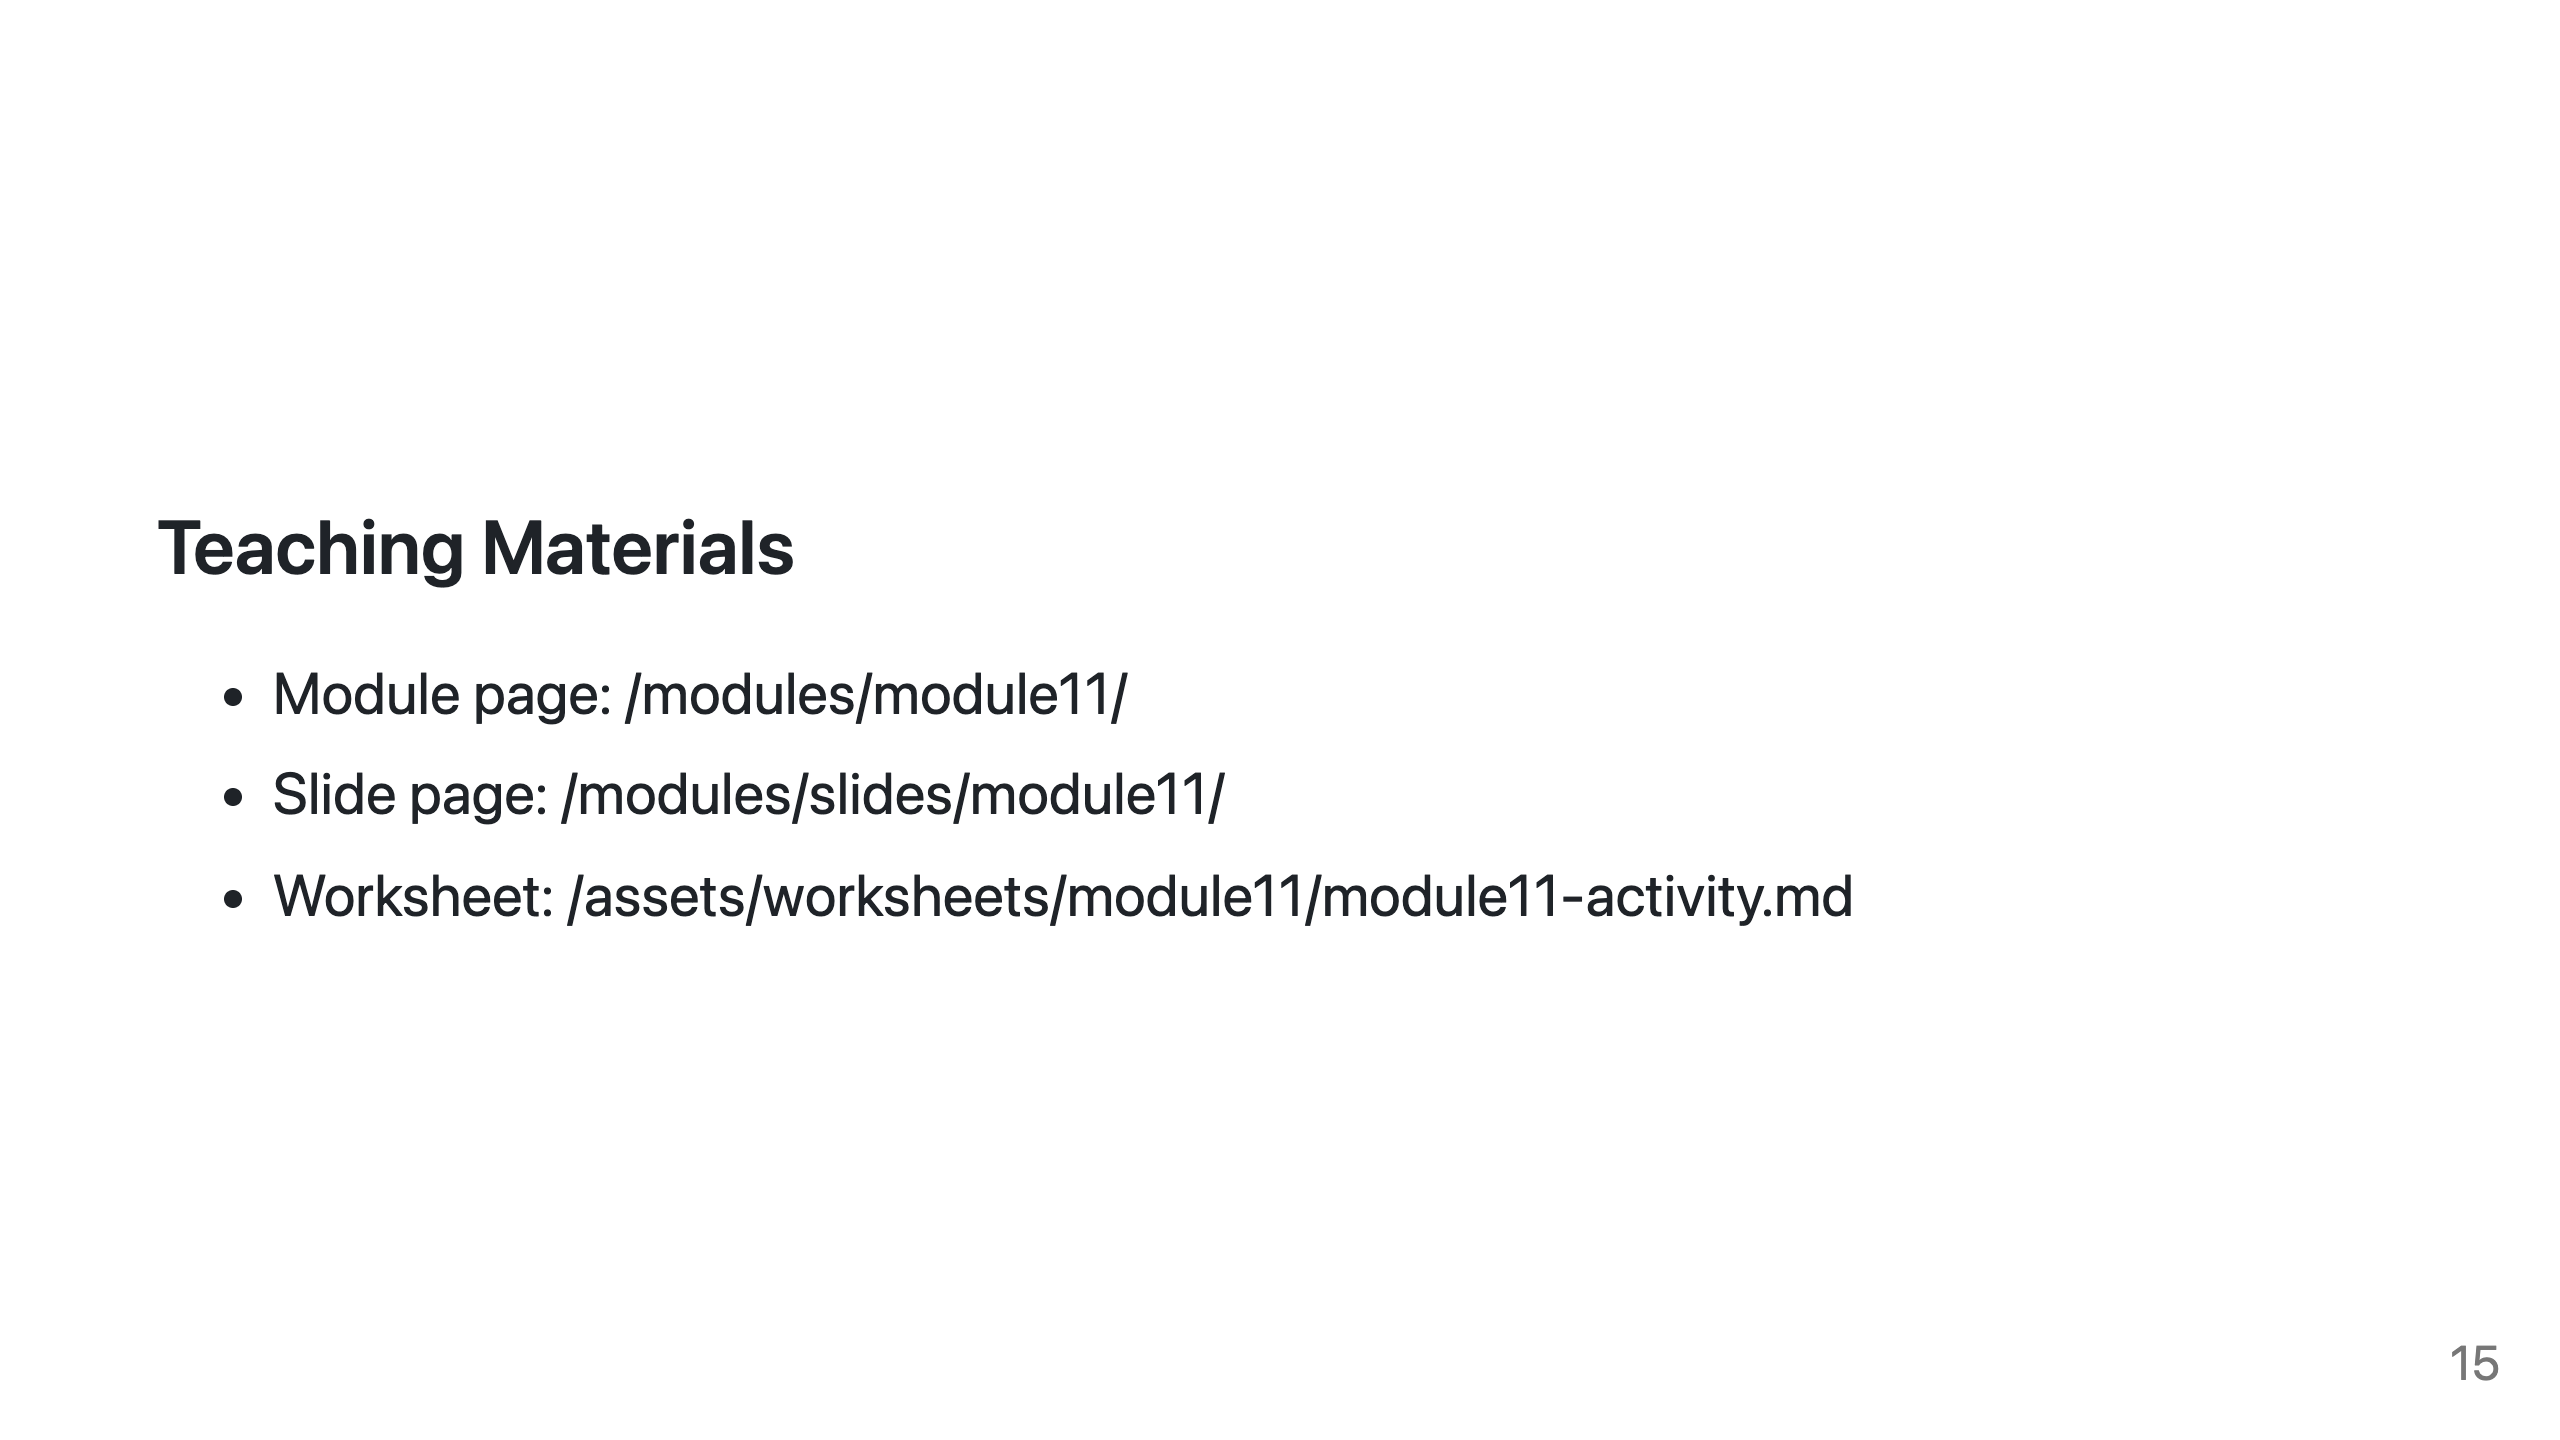 Teaching Materials
• Module page: /modules/module11/
• Slide page: /modules/slides/module11/
• Worksheet: /assets/worksheets/module11/module11-activity.md
15